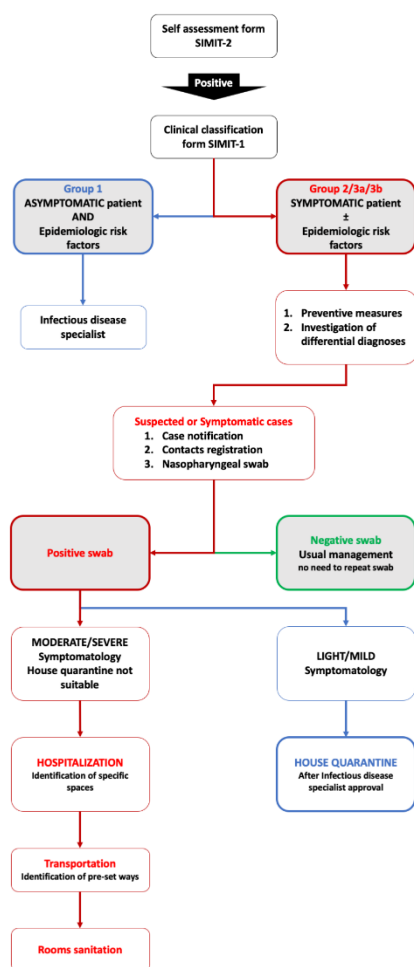 Self assessment form
SIMIT-2
Positive
Clinical classification
form SIMIT-1
Group 1
ASYMPTOMATIC patient
AND
Epidemiologic risk
factors
Group 2/3a/3b
SYMPTOMATIC patient
±
Epidemiologic risk
factors
Infectious disease
specialist
1. Preventive measures
2. Investigation of
differential diagnoses
Suspected or Symptomatic cases
1. Case notification
2. Contacts registration
3. Nasopharyngeal swab
Positive swab
Negative swab
Usual management
no need to repeat swab
MODERATE/SEVERE
Symptomatology
House quarantine not
suitable
LIGHT/MILD
Symptomatology
HOSPITALIZATION
Identification of specific
spaces
HOUSE QUARANTINE
After Infectious disease
specialist approval
Transportation
Identification of pre-set ways
Rooms sanitation